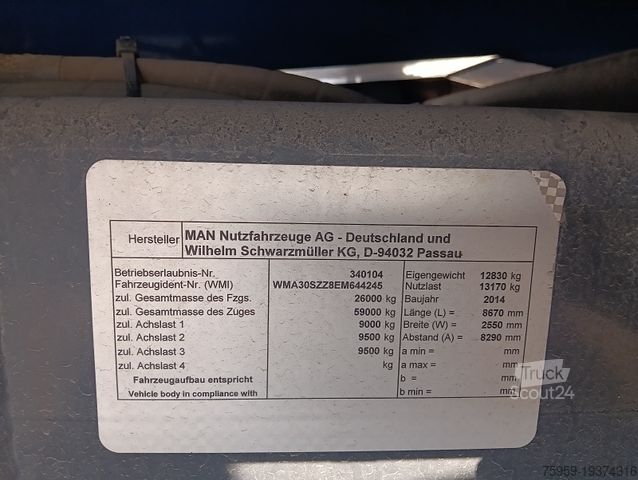 Hersteller MAN Nutzfahrzeuge AG - Deutschland und
Wilhelm Schwarzmüller KG, D-94032 Passau
Betriebserlaubnis-Nr. 340104 Eigengewicht 12830 kg
Fahrzeugident-Nr. (WMI) WMA30SZZ8EM644245 Nutzlast 13170 kg
zul. Gesamtmasse des Fzgs. 26000 kg Baujahr 2014
zul. Gesamtmasse des Zuges 59000 kg Länge (L) = 8670 mm
zul. Achslast 1 9000 kg Breite (W) = 2550 mm
zul. Achslast 2 9500 kg Abstand (A) = 8290 mm
zul. Achslast 3 9500 kg a min = mm
zul. Achslast 4 kg a max = mm
Fahrzeugaufbau entspricht b = mm
Vehicle body in compliance with b min = mm
Truck
Scout24
75959-19374316